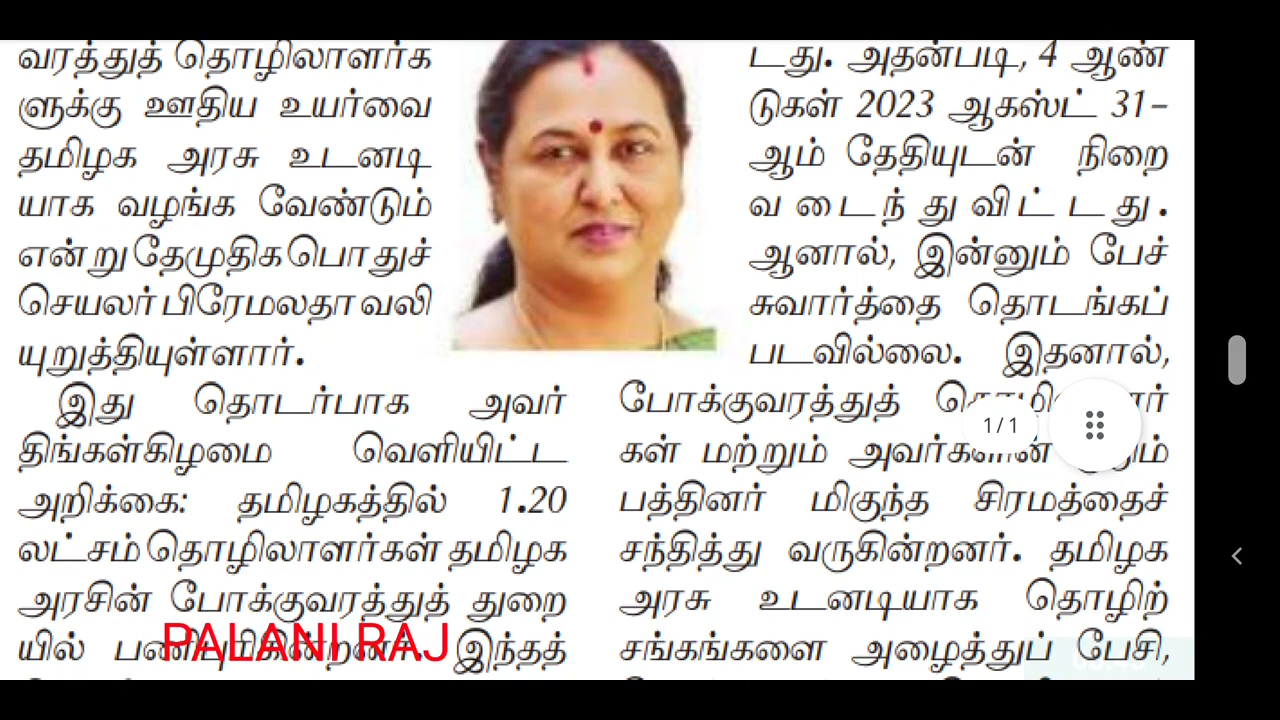 வரத்துத் தொழிலாளர்க
ளுக்கு ஊதிய உயர்வை
தமிழக அரசு உடனடி
யாக வழங்க வேண்டும்
என்று தேமுதிக பொதுச்
செயலர் பிரேமலதா வலி
யுறுத்தியுள்ளார்.
இது தொடர்பாக அவர்
திங்கள்கிழமை வெளியிட்ட
அறிக்கை: தமிழகத்தில் 1.20
லட்சம் தொழிலாளர்கள் தமிழக
அரசின் போக்குவரத்துத் துறை
யில் பணிபுரிகின்றனர். இந்தத்
PALANI RAJ
டது. அதன்படி, 4 ஆண்
டுகள் 2023 ஆகஸ்ட் 31-
ஆம் தேதியுடன் நிறை
வடைந்துவிட்டது.
ஆனால், இன்னும் பேச்
சுவார்த்தை தொடங்கப்
படவில்லை. இதனால்,
போக்குவரத்துத்
கள் மற்றும்
பத்தினர் மிகுந்த சிரமத்தைச்
சந்தித்து வருகின்றனர். தமிழக
அரசு உடனடியாக தொழிற்
சங்கங்களை அழைத்துப் பேசி,
1/1